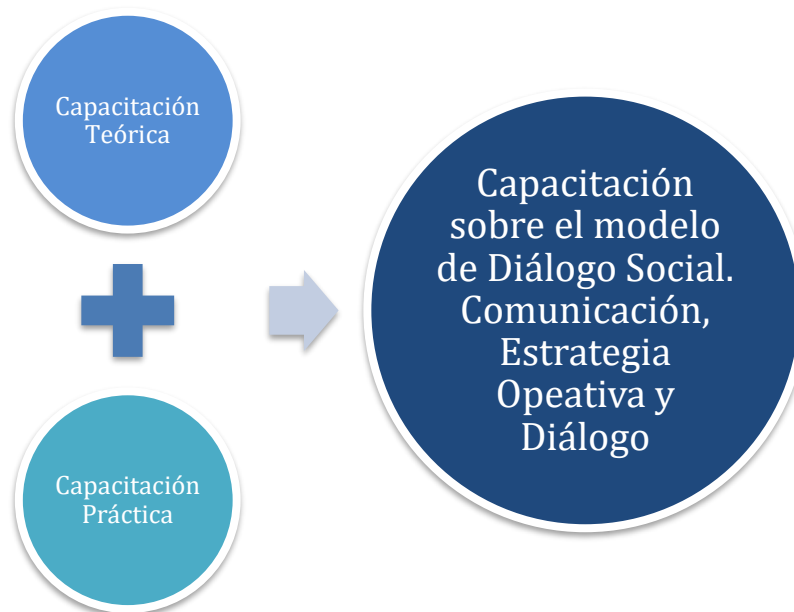 Capacitación
Teórica
Capacitación
Práctica
Capacitación
sobre el modelo
de Diálogo Social.
Comunicación,
Estrategia
Opeativa y
Diálogo